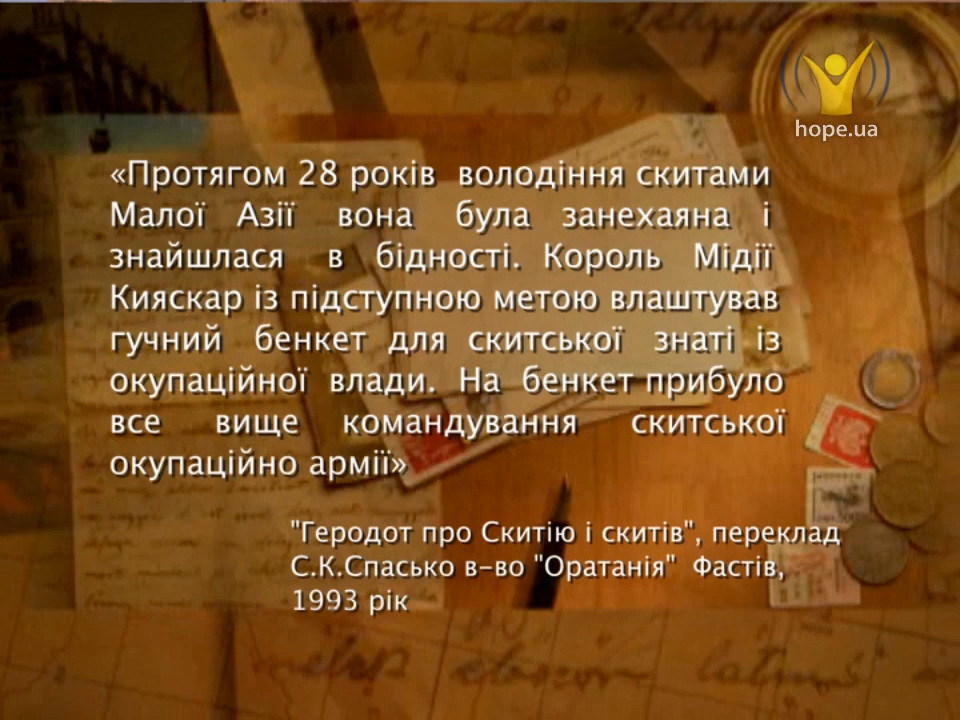 hope.ua
«Протягом 28 років володіння скитами
Малої Азії вона була занехаяна і
знайшлася в бідності. Король Мідії
Кияскар із підступною метою влаштував
гучний бенкет для скитської знаті із
окупаційної влади. На бенкет прибуло
все вище командування скитської
окупаційно армії»
"Геродот про Скитію і скитів", переклад
С.К.Спасько в-во "Оратанія" Фастів,
1993 рік